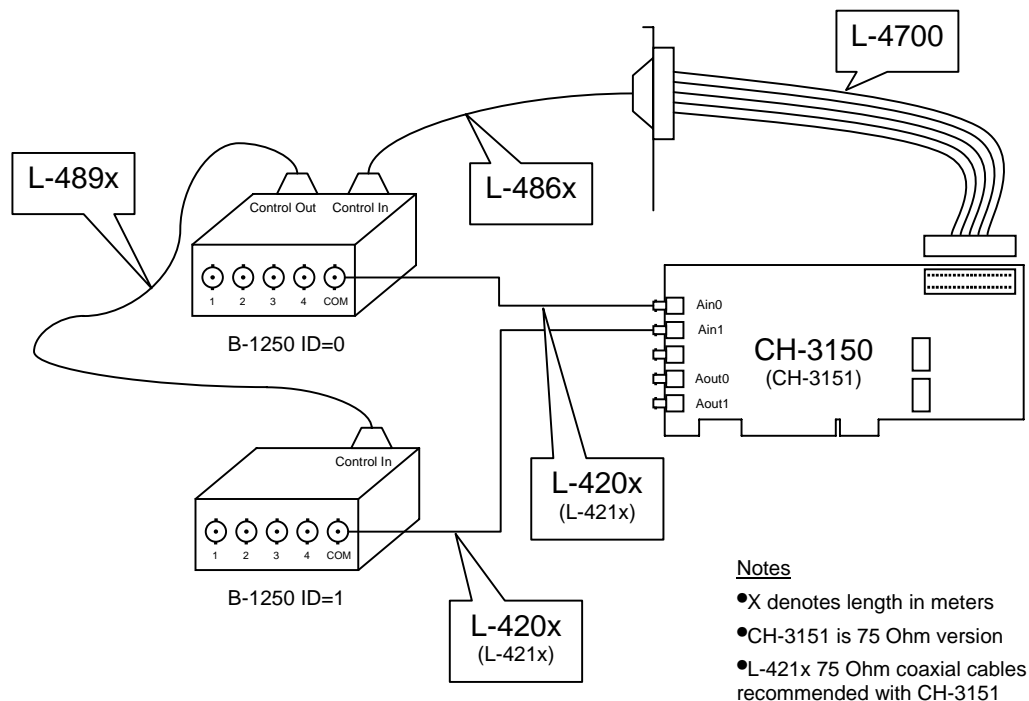 L-4700
L-489x
L-486x
Control Out Control In
1 2 3 4 COM
B-1250 ID=0
Ain0
Ain1
Aout0
Aout1
CH-3150
(CH-3151)
Control In
1 2 3 4 COM
B-1250 ID=1
L-420x
(L-421x)
L-420x
(L-421x)
Notes
●X denotes length in meters
●CH-3151 is 75 Ohm version
●L-421x 75 Ohm coaxial cables
recommended with CH-3151